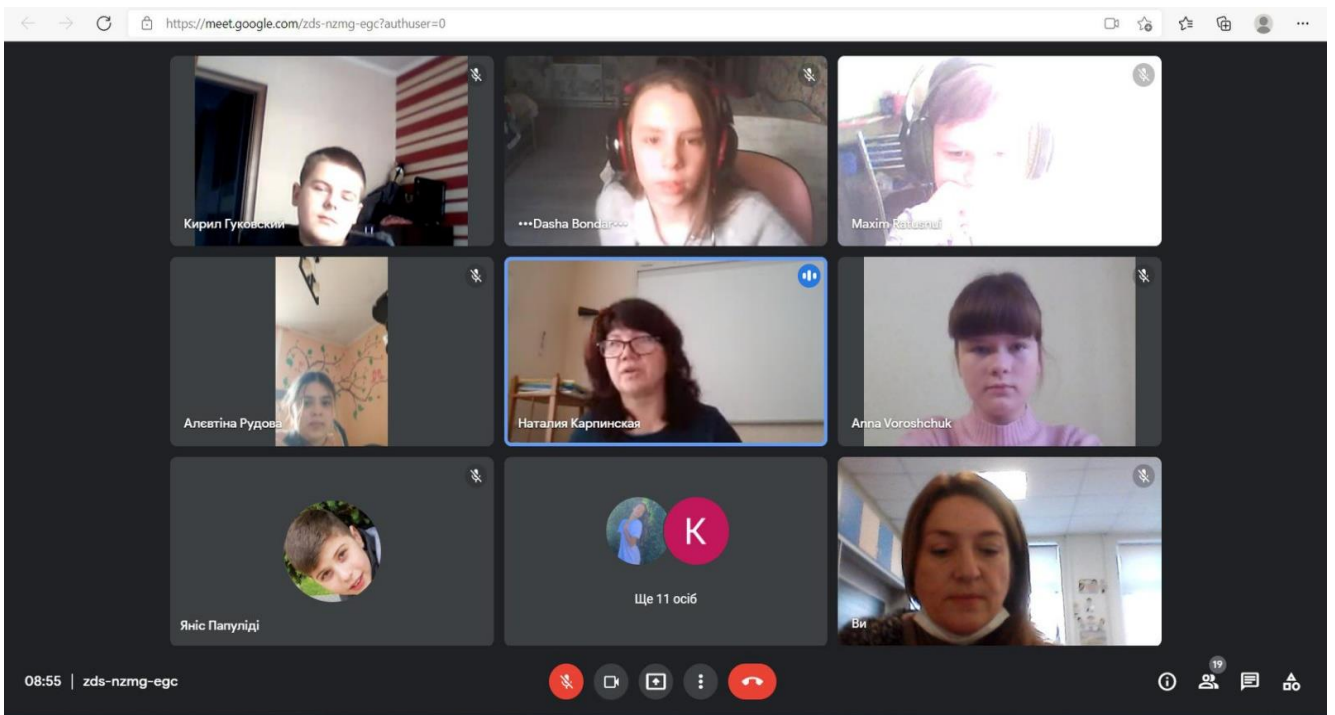 https://meet.google.com/zds-nzmg-egc?authuser=0
Кирил Гуковский
•••Dasha Bondar•••
Maxim Ratusnui
Алєвтіна Рудова
Наталия Карпинская
Anna Voroshchuk
Яніс Папуліді
K
Ще 11 осіб
Ви
08:55 | zds-nzmg-egc
19